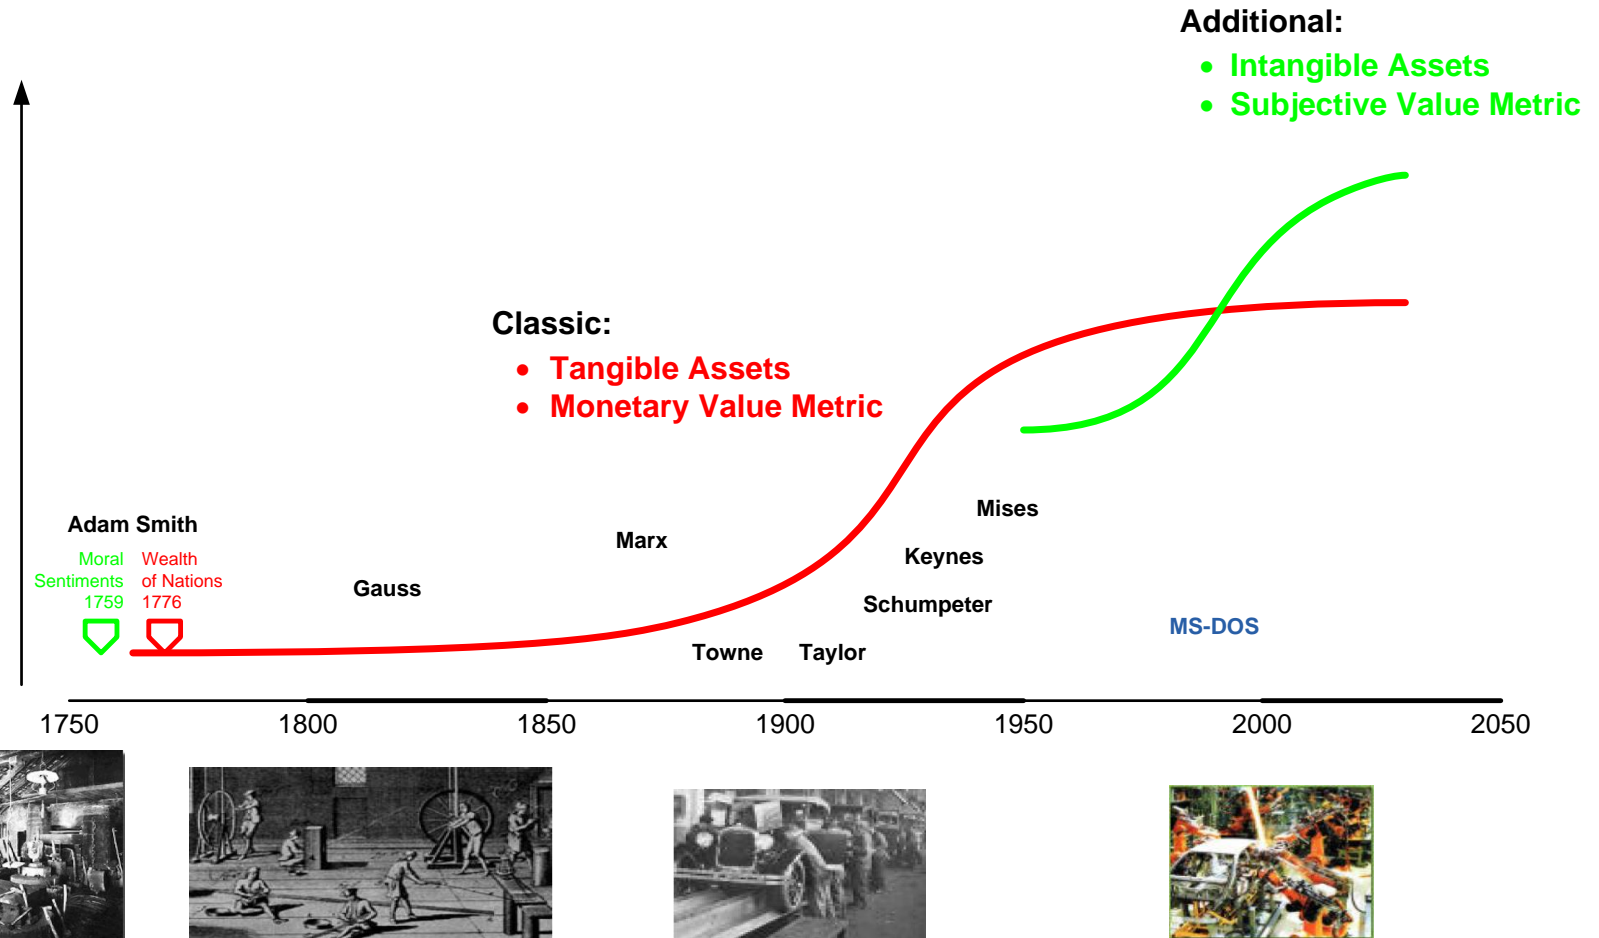 Additional:
• Intangible Assets
• Subjective Value Metric
Classic:
• Tangible Assets
• Monetary Value Metric
Adam Smith
Moral
Sentiments
1759
Wealth
of Nations
1776
Gauss
Marx
Towne
Taylor
Schumpeter
Keynes
Mises
MS-DOS
1750 1800 1850 1900 1950 2000 2050